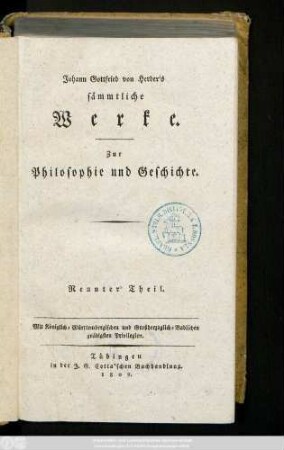 Johann Gottfried von Herder's
sämmtliche
Werke.
Zur
Philosophie und Geschichte.
Neunter Theil.
Mit Königlich-Würtembergischen und Großherzoglich-Badischen
gnädigsten Privilegien.
Tübingen
in der J. G. Cotta'schen Buchhandlung.